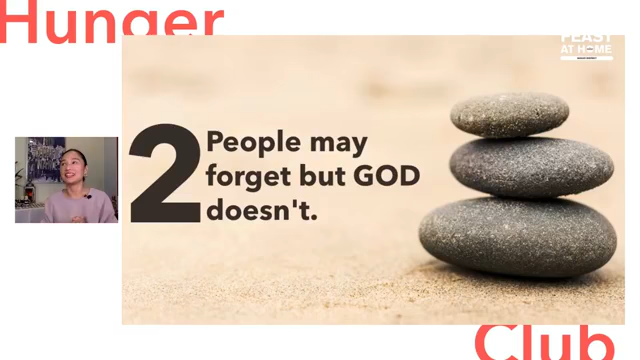 Hunger
FEAST
AT HOME
2
People may
forget but GOD
doesn't.
Club